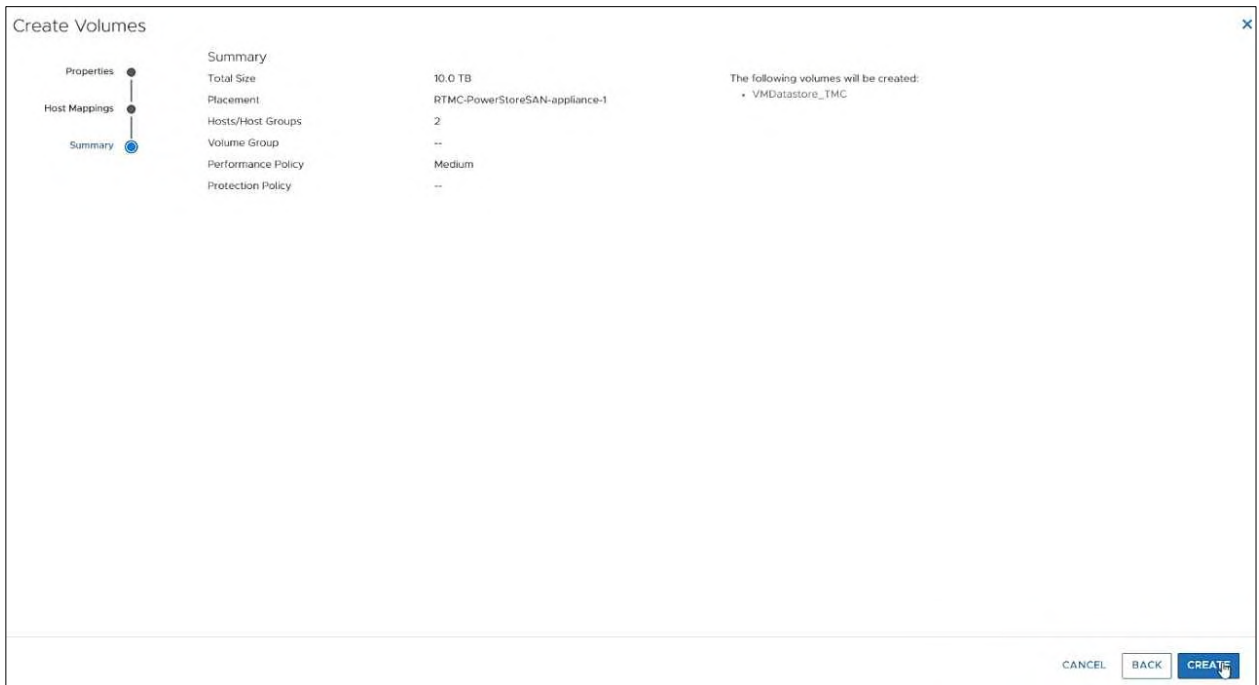 Create Volumes
×
Properties
Host Mappings
Summary
Summary
Total Size 10.0 TB
Placement RTMC-PowerStoreSAN-appliance-1
Hosts/Host Groups 2
Volume Group --
Performance Policy Medium
Protection Policy --
The following volumes will be created:
• VMDatastore_TMC
CANCEL BACK CREATE